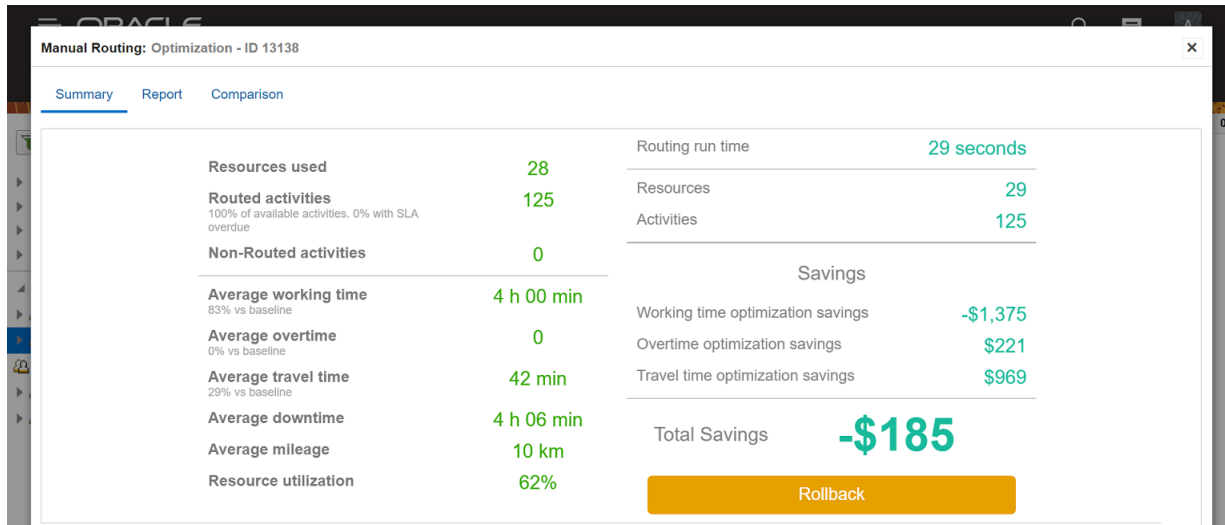 ORACLE
A
Manual Routing: Optimization - ID 13138
×
Summary Report Comparison
Resources used 28
Routed activities 125
100% of available activities. 0% with SLA
overdue
Non-Routed activities 0
Average working time 4 h 00 min
83% vs baseline
Average overtime 0
0% vs baseline
Average travel time 42 min
29% vs baseline
Average downtime 4 h 06 min
Average mileage 10 km
Resource utilization 62%
Routing run time 29 seconds
Resources 29
Activities 125
Savings
Working time optimization savings -$1,375
Overtime optimization savings $221
Travel time optimization savings $969
Total Savings -$185
Rollback